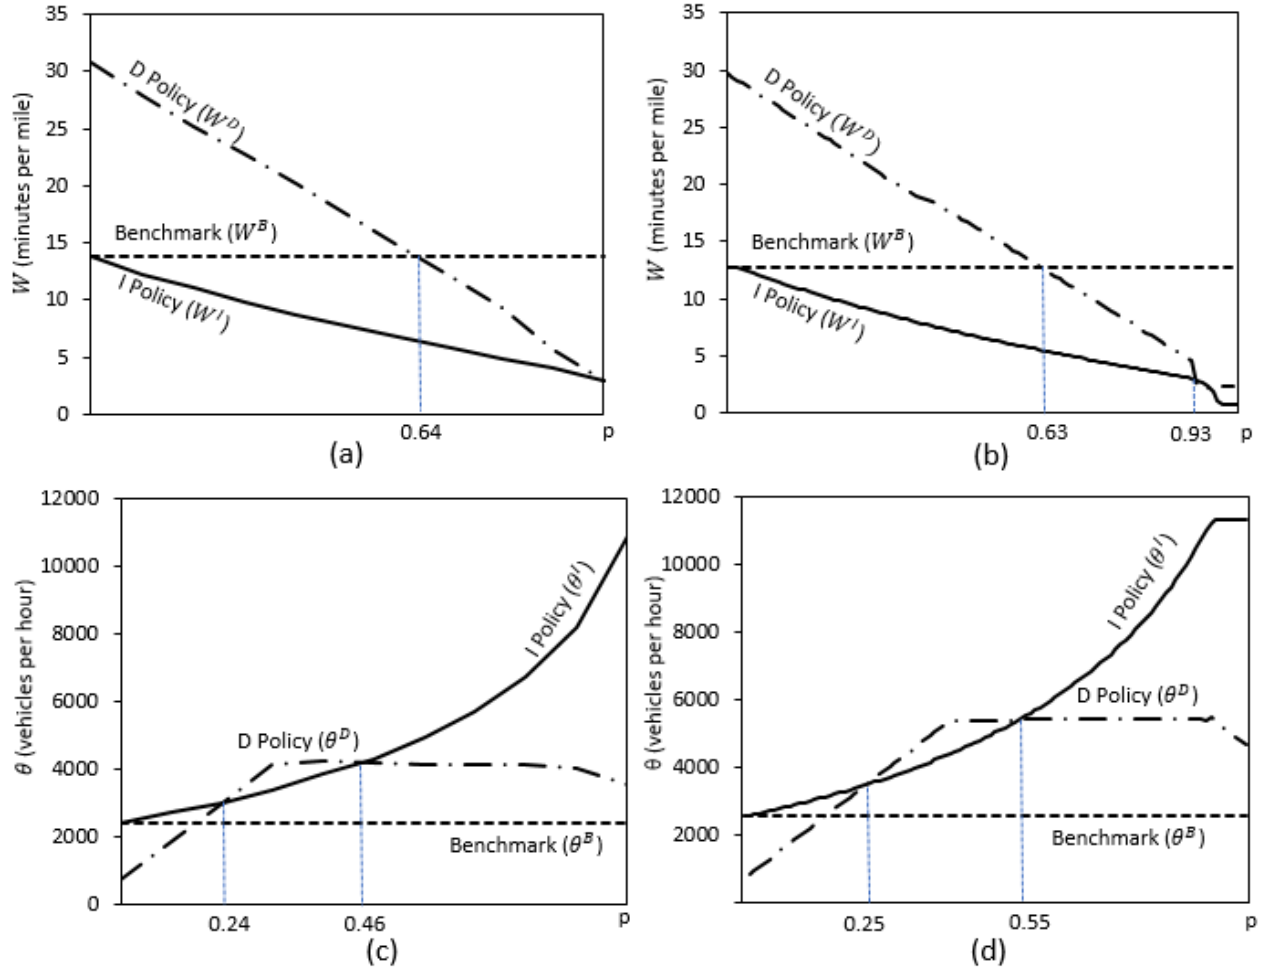 35
30
25
20
15
10
5
0
W (minutes per mile)
D Policy (W^D)
Benchmark (W^B)
I Policy (W^I)
0.64
p
(a)
35
30
25
20
15
10
5
0
W (minutes per mile)
D Policy (W^D)
Benchmark (W^B)
I Policy (W^I)
0.63
0.93
p
(b)
12000
10000
8000
6000
4000
2000
0
θ (vehicles per hour)
I Policy (θ^I)
D Policy (θ^D)
Benchmark (θ^B)
0.24
0.46
p
(c)
12000
10000
8000
6000
4000
2000
θ (vehicles per hour)
I Policy (θ^I)
D Policy (θ^D)
Benchmark (θ^B)
0.25
0.55
p
(d)